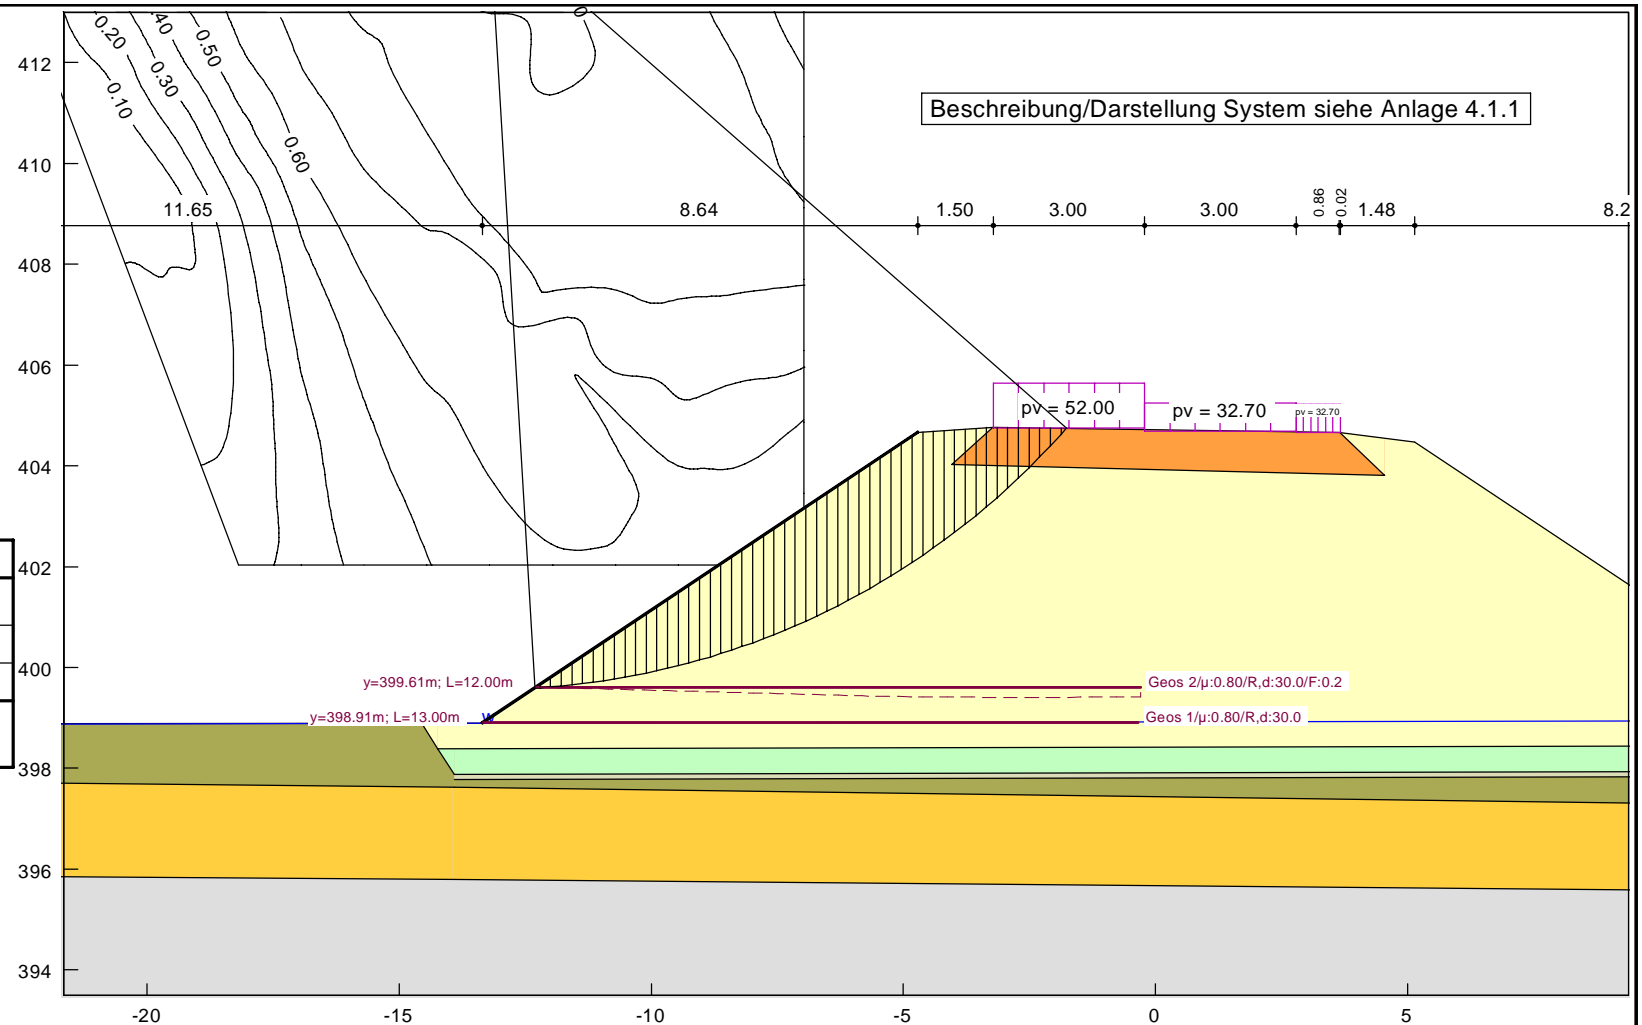 0
40
0.20
0.50
412
0.30
0.10
Beschreibung/Darstellung System siehe Anlage 4.1.1
0.60
410
11.65 8.64 1.50 3.00 3.00 0.86 0.02 1.48 8.2
408
406
pv = 52.00 pv = 32.70 pv = 32.70
404
402
400
y=399.61m; L=12.00m Geos 2/µ:0.80/R,d:30.0/F:0.2
y=398.91m; L=13.00m W Geos 1/µ:0.80/R,d:30.0
398
396
394
-20 -15 -10 -5 0 5